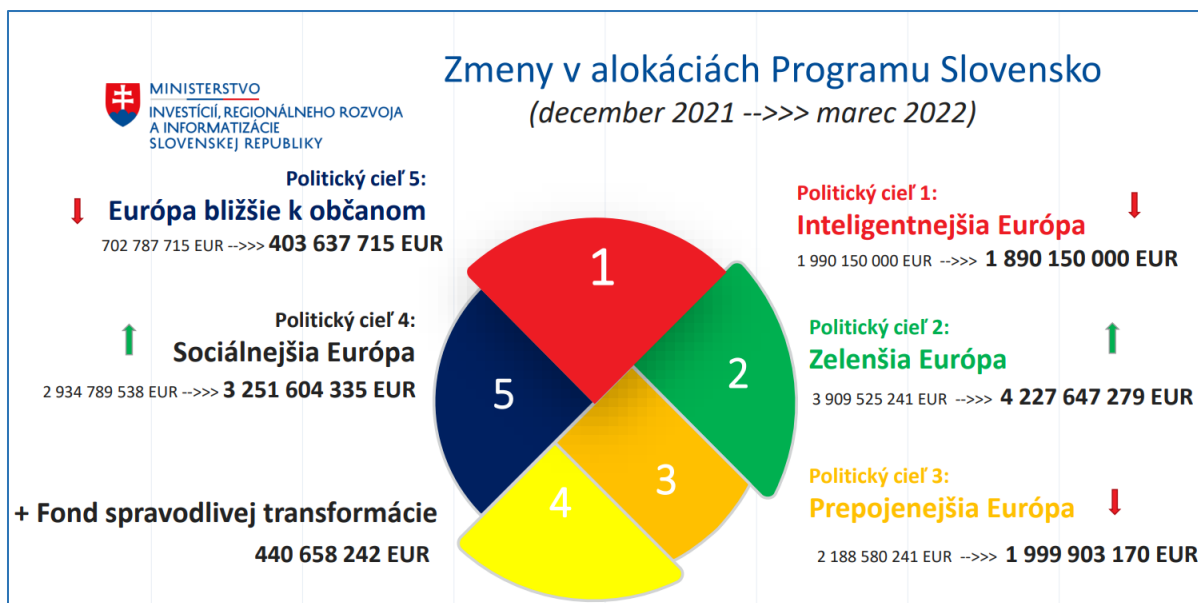 Zmeny v alokáciách Programu Slovensko
(december 2021 -->>> marec 2022)
MINISTERSTVO
INVESTÍCIÍ, REGIONÁLNEHO ROZVOJA
A INFORMATIZÁCIE
SLOVENSKEJ REPUBLIKY
Politický cieľ 5:
Európa bližšie k občanom
702 787 715 EUR -->>> 403 637 715 EUR
Politický cieľ 4:
Sociálnejšia Európa
2 934 789 538 EUR -->>> 3 251 604 335 EUR
+ Fond spravodlivej transformácie
440 658 242 EUR
1
2
3
4
5
Politický cieľ 1:
Inteligentnejšia Európa
1 990 150 000 EUR -->>> 1 890 150 000 EUR
Politický cieľ 2:
Zelenšia Európa
3 909 525 241 EUR -->>> 4 227 647 279 EUR
Politický cieľ 3:
Prepojenejšia Európa
2 188 580 241 EUR -->>> 1 999 903 170 EUR